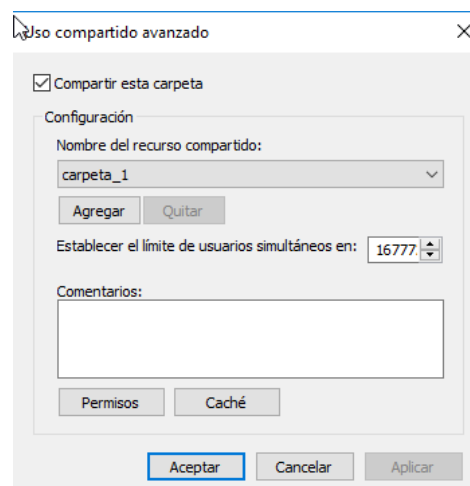 Uso compartido avanzado
Compartir esta carpeta
Configuración
Nombre del recurso compartido:
carpeta_1
Agregar Quitar
Establecer el límite de usuarios simultáneos en: 16777
Comentarios:
Permisos Caché
Aceptar Cancelar Aplicar